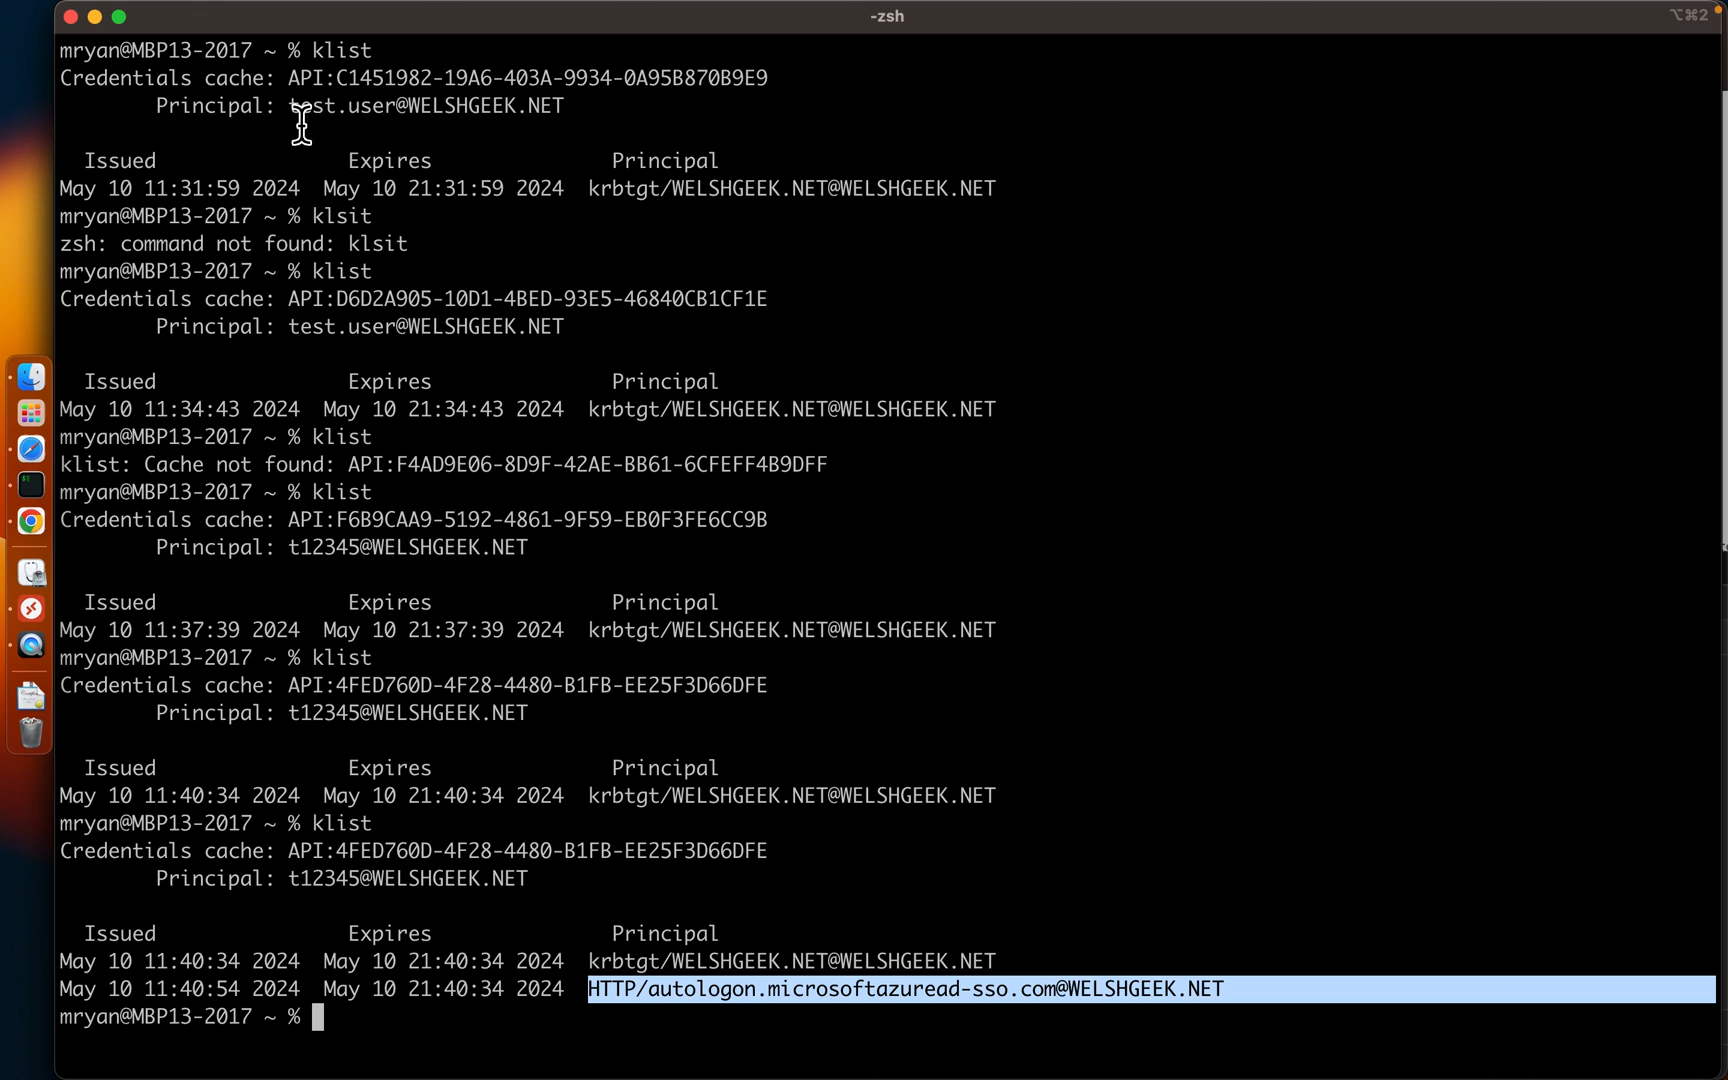 -zsh
⌥⌘2
mryan@MBP13-2017 ~ % klist
Credentials cache: API:C1451982-19A6-403A-9934-0A95B870B9E9
Principal: test.user@WELSHGEEK.NET
Issued Expires Principal
May 10 11:31:59 2024 May 10 21:31:59 2024 krbtgt/WELSHGEEK.NET@WELSHGEEK.NET
mryan@MBP13-2017 ~ % klsit
zsh: command not found: klsit
mryan@MBP13-2017 ~ % klist
Credentials cache: API:D6D2A905-10D1-4BED-93E5-46840CB1CF1E
Principal: test.user@WELSHGEEK.NET
Issued Expires Principal
May 10 11:34:43 2024 May 10 21:34:43 2024 krbtgt/WELSHGEEK.NET@WELSHGEEK.NET
mryan@MBP13-2017 ~ % klist
klist: Cache not found: API:F4AD9E06-8D9F-42AE-BB61-6CFEFF4B9DFF
mryan@MBP13-2017 ~ % klist
Credentials cache: API:F6B9CAA9-5192-4861-9F59-EB0F3FE6CC9B
Principal: t12345@WELSHGEEK.NET
Issued Expires Principal
May 10 11:37:39 2024 May 10 21:37:39 2024 krbtgt/WELSHGEEK.NET@WELSHGEEK.NET
mryan@MBP13-2017 ~ % klist
Credentials cache: API:4FED760D-4F28-4480-B1FB-EE25F3D66DFE
Principal: t12345@WELSHGEEK.NET
Issued Expires Principal
May 10 11:40:34 2024 May 10 21:40:34 2024 krbtgt/WELSHGEEK.NET@WELSHGEEK.NET
mryan@MBP13-2017 ~ % klist
Credentials cache: API:4FED760D-4F28-4480-B1FB-EE25F3D66DFE
Principal: t12345@WELSHGEEK.NET
Issued Expires Principal
May 10 11:40:34 2024 May 10 21:40:34 2024 krbtgt/WELSHGEEK.NET@WELSHGEEK.NET
May 10 11:40:54 2024 May 10 21:40:34 2024 HTTP/autologon.microsoftazuread-sso.com@WELSHGEEK.NET
mryan@MBP13-2017 ~ %